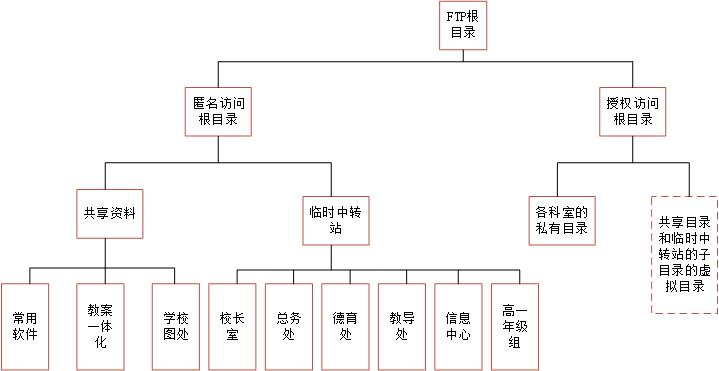 FTP根
目录
匿名访问
根目录
授权访问
根目录
共享资料
临时中转
站
各科室的
私有目录
共享目录
和临时中
转站的子
目录的虚
拟目录
常用
软件
教案
一体
化
学校
图处
校长
室
总务
处
德育
处
教导
处
信息
中心
高一
年级
组